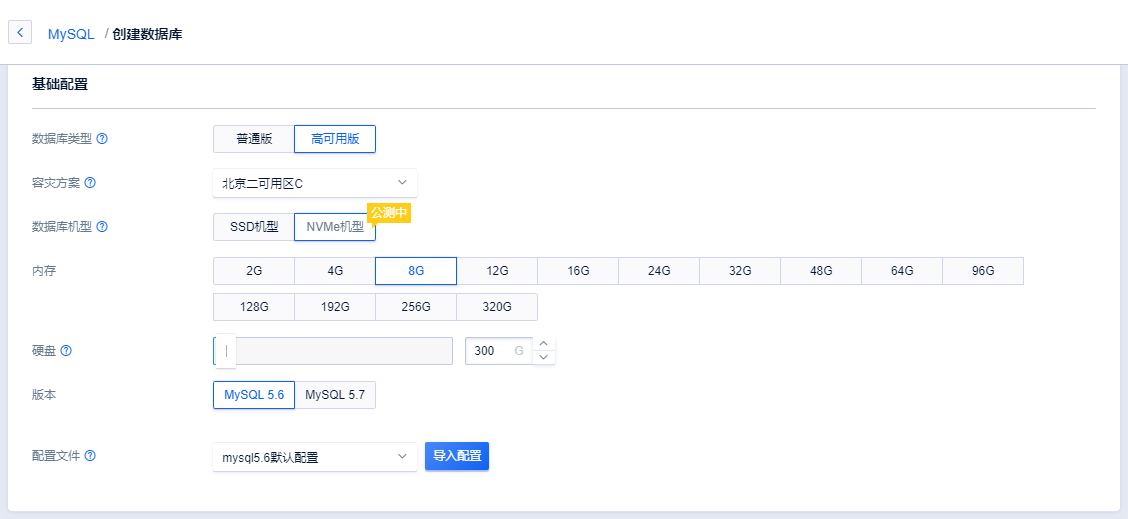 MySQL / 创建数据库
基础配置
数据库类型 普通版 高可用版
容灾方案 北京二可用区C
公测中
数据库机型 SSD机型 NVMe机型
内存 2G 4G 8G 12G 16G 24G 32G 48G 64G 96G
128G 192G 256G 320G
硬盘 300 G
版本 MySQL 5.6 MySQL 5.7
配置文件 mysql5.6默认配置 导入配置